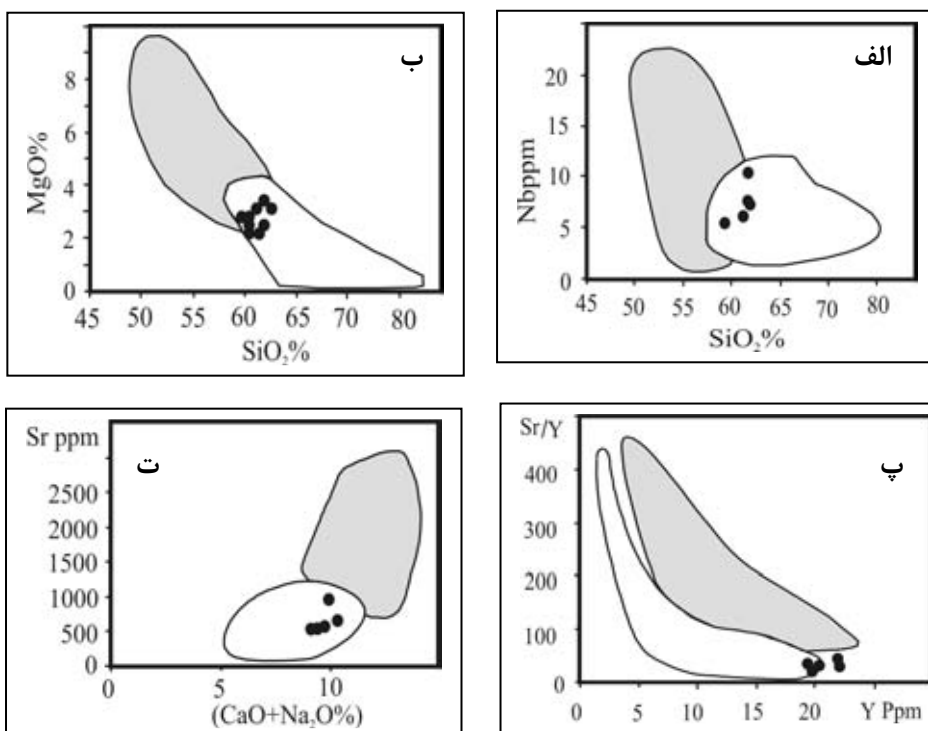 الف
Nbppm
20
15
10
5
0
45 50 55 60 65 70 80
SiO₂%
ب
MgO%
8
6
4
2
0
45 50 55 60 65 70 80
SiO₂%
پ
Sr/Y
400
300
200
100
0
0 5 10 15 20 Y Ppm
ت
Sr ppm
2500
2000
1500
1000
500
0
0 5 10
(CaO+Na₂O%)